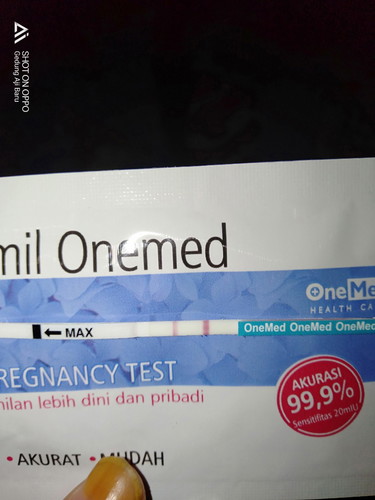 SHOT ON OPPO
Gedung Aji Baru
mil Onemed
OneMe
HEALTH CA
MAX
OneMed OneMed OneMed
REGNANCY TEST
milan lebih dini dan pribadi
AKURASI
99,9%
Sensitifitas 20mIU
• AKURAT • MUDAH